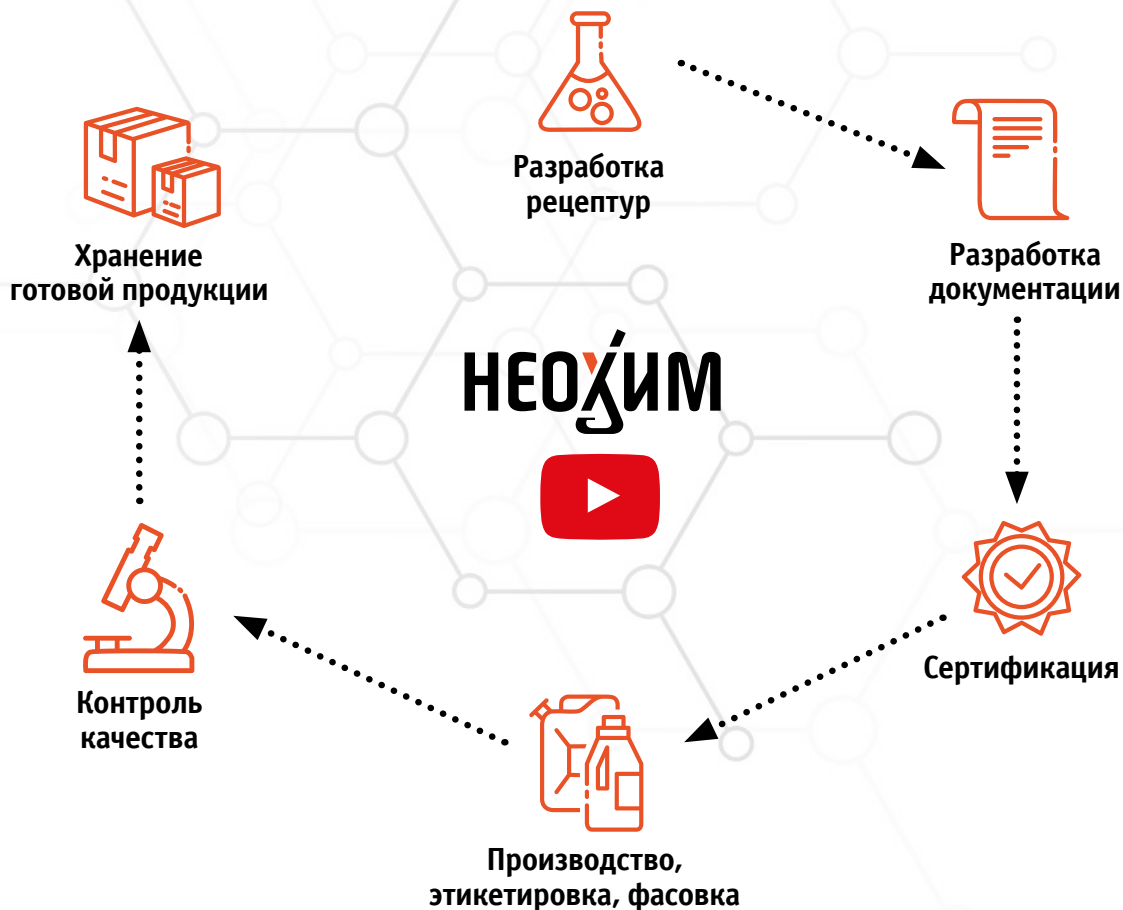 Разработка
рецептур
Разработка
документации
Сертификация
Производство,
этикетировка, фасовка
Контроль
качества
Хранение
готовой продукции
НЕОХИМ